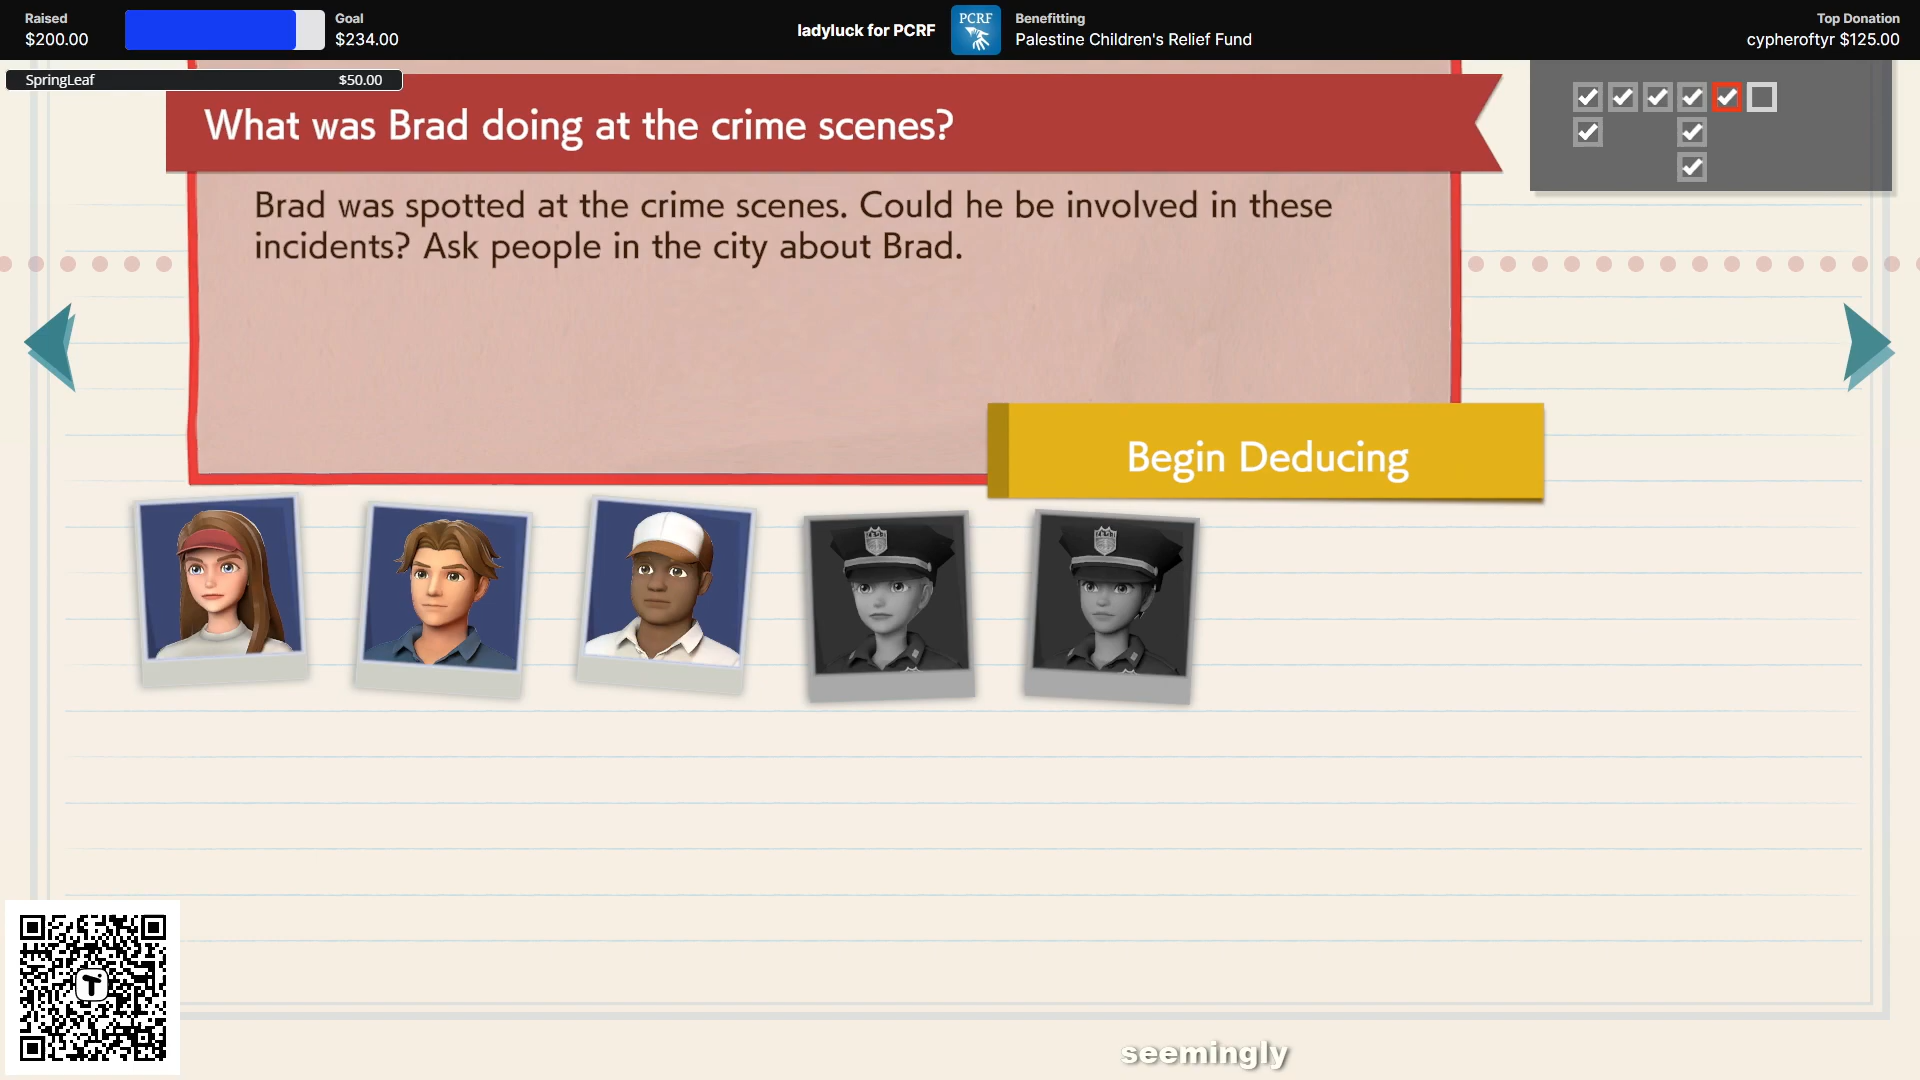 Raised
$200.00
Goal
$234.00
ladyluck for PCRF
PCRF
Benefitting
Palestine Children's Relief Fund
Top Donation
cypheroftyr $125.00
SpringLeaf $50.00
What was Brad doing at the crime scenes?
Brad was spotted at the crime scenes. Could he be involved in these
incidents? Ask people in the city about Brad.
Begin Deducing
seemingly